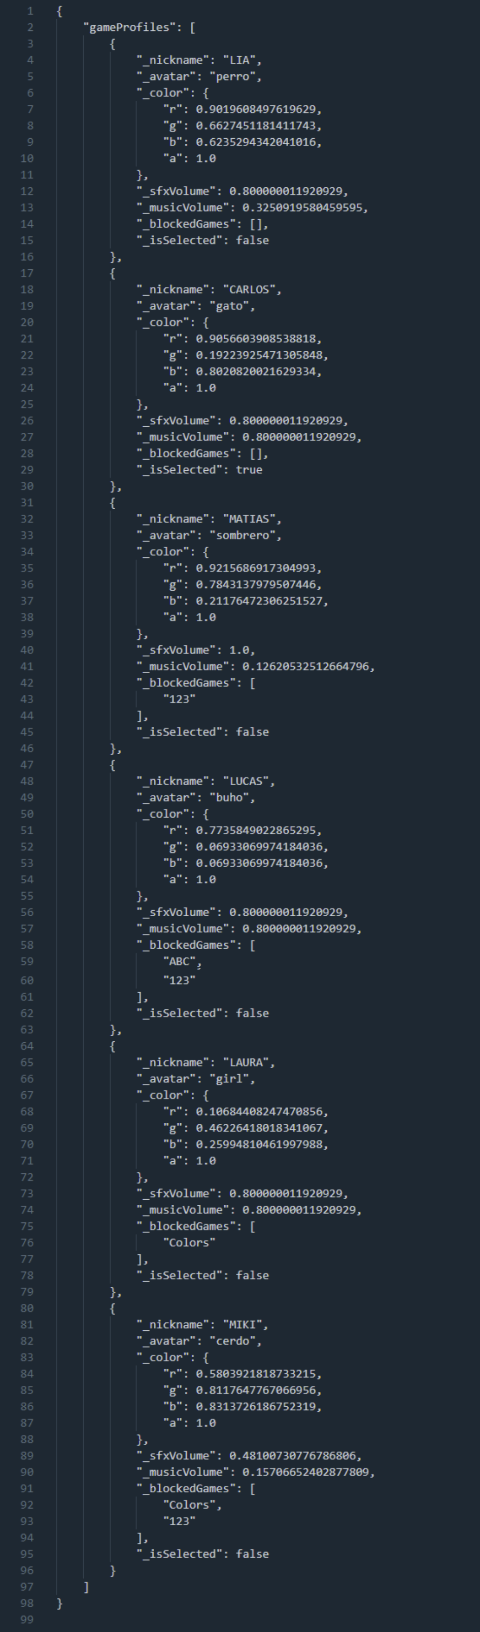 1 {
2 "gameProfiles": [
3 {
4 "_nickname": "LIA",
5 "_avatar": "perro",
6 "_color": {
7 "r": 0.9019608497619629,
8 "g": 0.6627451181411743,
9 "b": 0.6235294342041016,
10 "a": 1.0
11 },
12 "_sfxVolume": 0.800000011920929,
13 "_musicVolume": 0.3250919580459595,
14 "_blockedGames": [],
15 "_isSelected": false
16 },
17 {
18 "_nickname": "CARLOS",
19 "_avatar": "gato",
20 "_color": {
21 "r": 0.9056603908538818,
22 "g": 0.19223925471305848,
23 "b": 0.8020820021629334,
24 "a": 1.0
25 },
26 "_sfxVolume": 0.800000011920929,
27 "_musicVolume": 0.800000011920929,
28 "_blockedGames": [],
29 "_isSelected": true
30 },
31 {
32 "_nickname": "MATIAS",
33 "_avatar": "sombrero",
34 "_color": {
35 "r": 0.9215686917304993,
36 "g": 0.7843137979507446,
37 "b": 0.21176472306251527,
38 "a": 1.0
39 },
40 "_sfxVolume": 1.0,
41 "_musicVolume": 0.12620532512664796,
42 "_blockedGames": [
43 "123"
44 ],
45 "_isSelected": false
46 },
47 {
48 "_nickname": "LUCAS",
49 "_avatar": "buho",
50 "_color": {
51 "r": 0.7735849022865295,
52 "g": 0.06933069974184036,
53 "b": 0.06933069974184036,
54 "a": 1.0
55 },
56 "_sfxVolume": 0.800000011920929,
57 "_musicVolume": 0.800000011920929,
58 "_blockedGames": [
59 "ABC",
60 "123"
61 ],
62 "_isSelected": false
63 },
64 {
65 "_nickname": "LAURA",
66 "_avatar": "girl",
67 "_color": {
68 "r": 0.10684408247470856,
69 "g": 0.46226418018341067,
70 "b": 0.25994810461997988,
71 "a": 1.0
72 },
73 "_sfxVolume": 0.800000011920929,
74 "_musicVolume": 0.800000011920929,
75 "_blockedGames": [
76 "Colors"
77 ],
78 "_isSelected": false
79 },
80 {
81 "_nickname": "MIKI",
82 "_avatar": "cerdo",
83 "_color": {
84 "r": 0.5803921818733215,
85 "g": 0.8117647767066956,
86 "b": 0.8313726186752319,
87 "a": 1.0
88 },
89 "_sfxVolume": 0.48100730776786806,
90 "_musicVolume": 0.15706652402877809,
91 "_blockedGames": [
92 "Colors",
93 "123"
94 ],
95 "_isSelected": false
96 }
97 ]
98 }
99